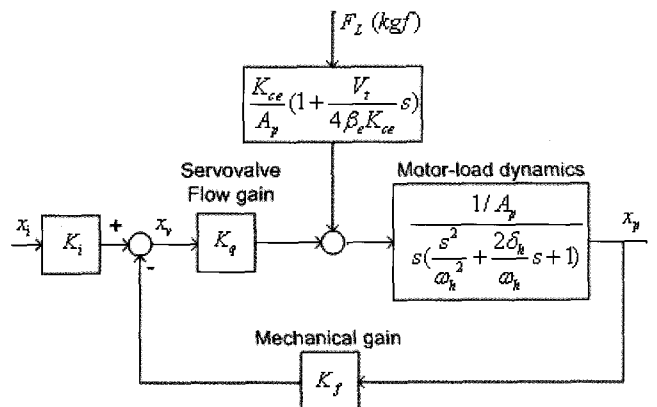 F_L (kgf)
K_ce/A_p (1 + V_t/(4β_e K_ce) s)
Servovalve
Flow gain
Motor-load dynamics
x_i
K_i
+
-
x_v
K_q
(1/A_p)/(s(s²/ω_h² + 2δ_h/ω_h s + 1))
x_p
Mechanical gain
K_f